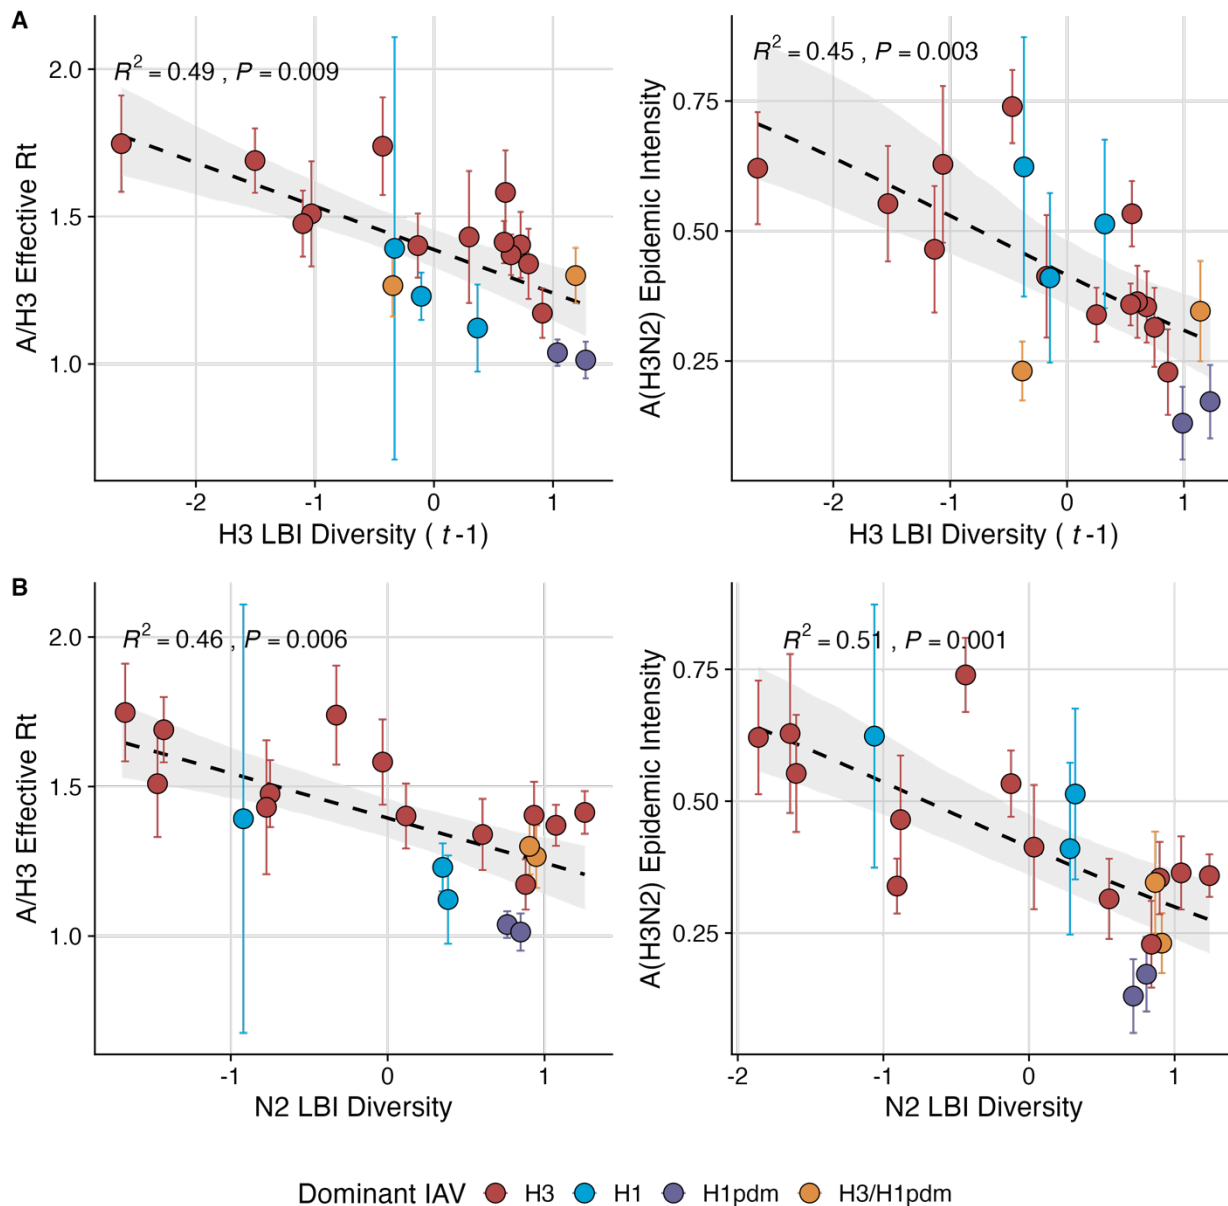 A
R² = 0.49 , P = 0.009
A/H3 Effective Rt
2.0
1.5
1.0
-2 -1 0 1
H3 LBI Diversity ( t -1)
R² = 0.45 , P = 0.003
A(H3N2) Epidemic Intensity
0.75
0.50
0.25
-2 -1 0 1
H3 LBI Diversity ( t -1)
B
R² = 0.46 , P = 0.006
A/H3 Effective Rt
2.0
1.5
1.0
-1 0 1
N2 LBI Diversity
R² = 0.51 , P = 0.001
A(H3N2) Epidemic Intensity
0.75
0.50
0.25
-2 -1 0 1
N2 LBI Diversity
Dominant IAV H3 H1 H1pdm H3/H1pdm